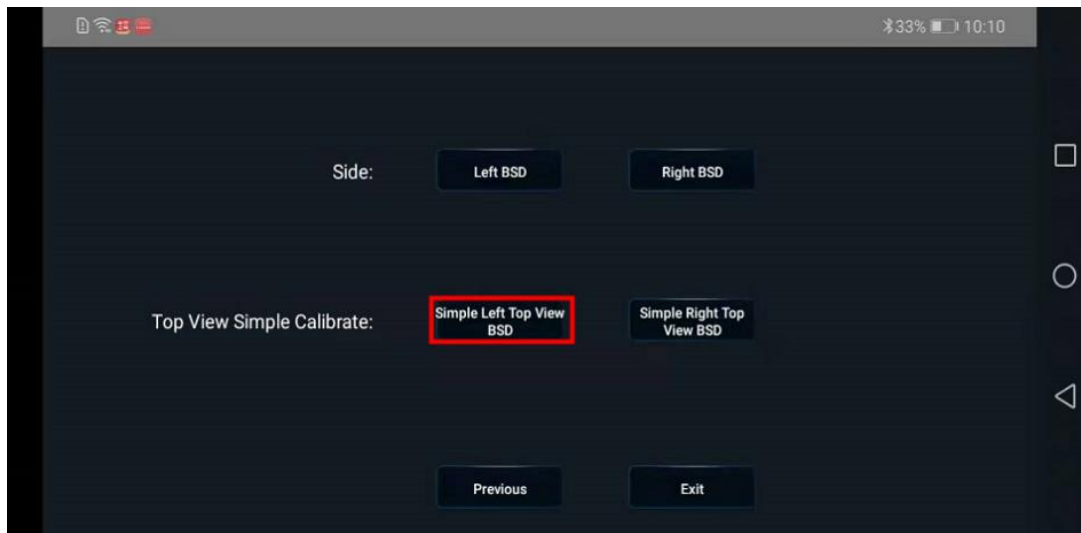 33% 10:10
Side:
Left BSD
Right BSD
Top View Simple Calibrate:
Simple Left Top View
BSD
Simple Right Top
View BSD
Previous
Exit